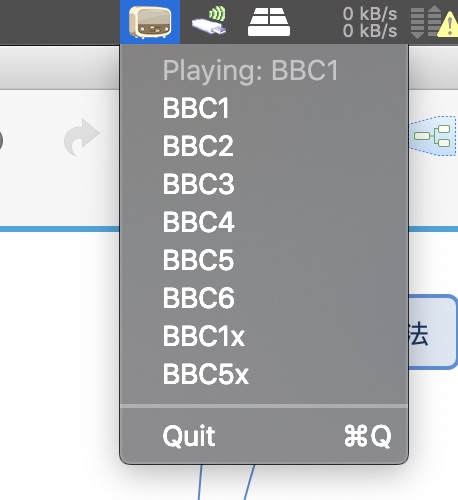 0 kB/s
0 kB/s
Playing: BBC1
BBC1
BBC2
BBC3
BBC4
BBC5
BBC6
BBC1x
BBC5x
Quit ⌘Q
法